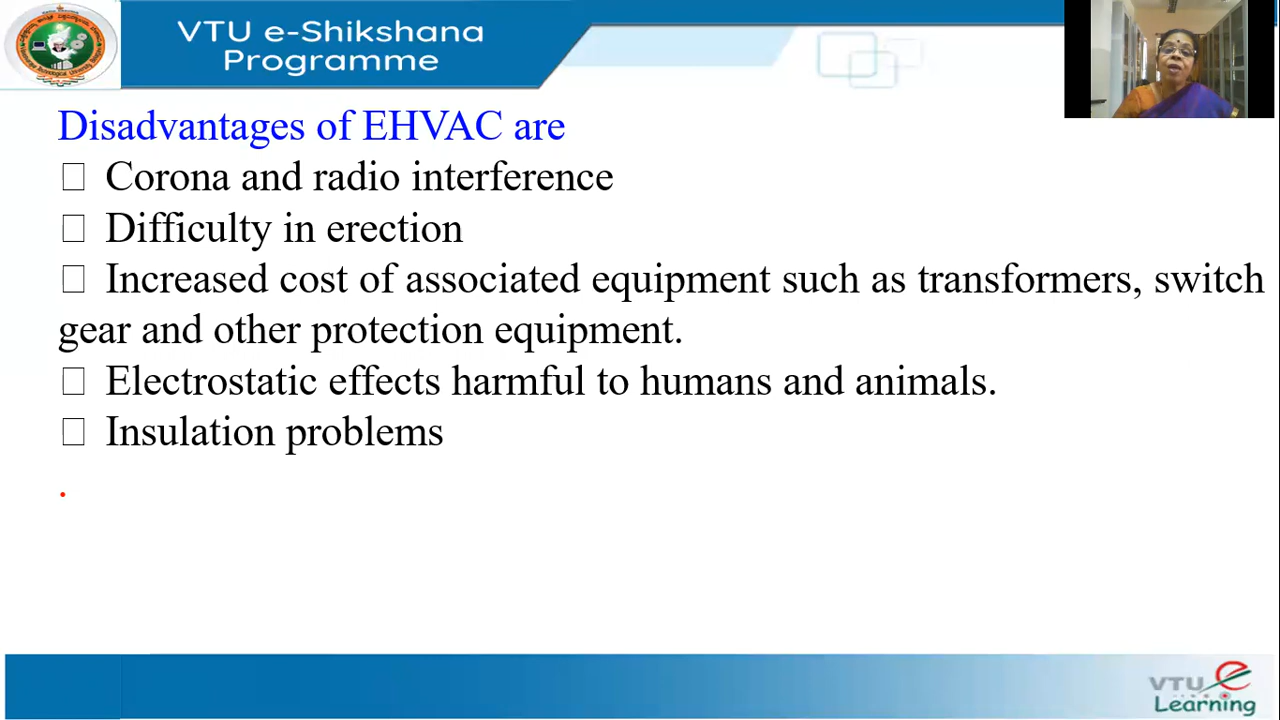 VTU e-Shikshana
Programme
Disadvantages of EHVAC are
□ Corona and radio interference
□ Difficulty in erection
□ Increased cost of associated equipment such as transformers, switch
gear and other protection equipment.
□ Electrostatic effects harmful to humans and animals.
□ Insulation problems
.
VTU e
Learning